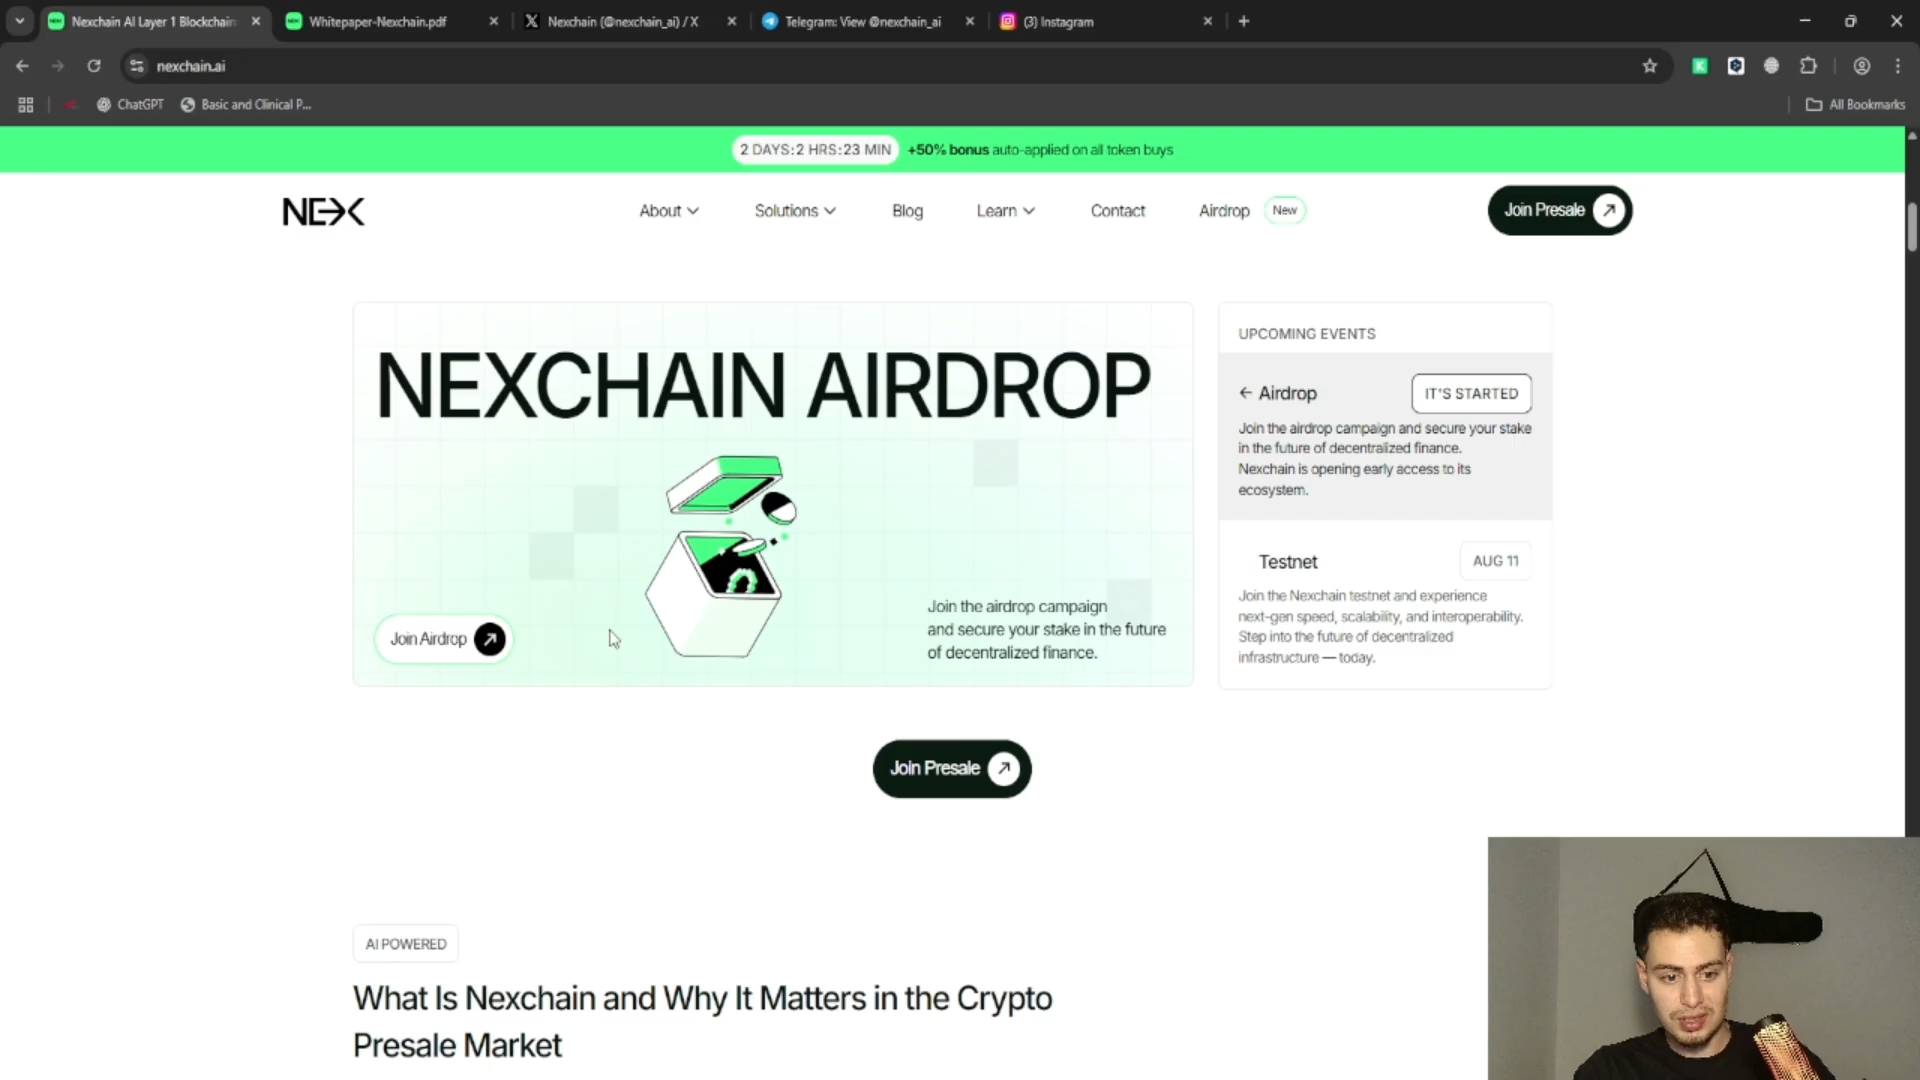 Nexchain AI Layer 1 Blockchain
Whitepaper-Nexchain.pdf
Nexchain (@nexchain_ai) / X
Telegram: View @nexchain_ai
(3) Instagram
nexchain.ai
ChatGPT
Basic and Clinical P...
All Bookmarks
2 DAYS:2 HRS:23 MIN +50% bonus auto-applied on all token buys
NEX
About
Solutions
Blog
Learn
Contact
Airdrop
New
Join Presale
NEXCHAIN AIRDROP
Join Airdrop
Join the airdrop campaign
and secure your stake in the future
of decentralized finance.
UPCOMING EVENTS
Airdrop
IT'S STARTED
Join the airdrop campaign and secure your stake
in the future of decentralized finance.
Nexchain is opening early access to its
ecosystem.
Testnet
AUG 11
Join the Nexchain testnet and experience
next-gen speed, scalability, and interoperability.
Step into the future of decentralized
infrastructure — today.
Join Presale
AI POWERED
What Is Nexchain and Why It Matters in the Crypto
Presale Market